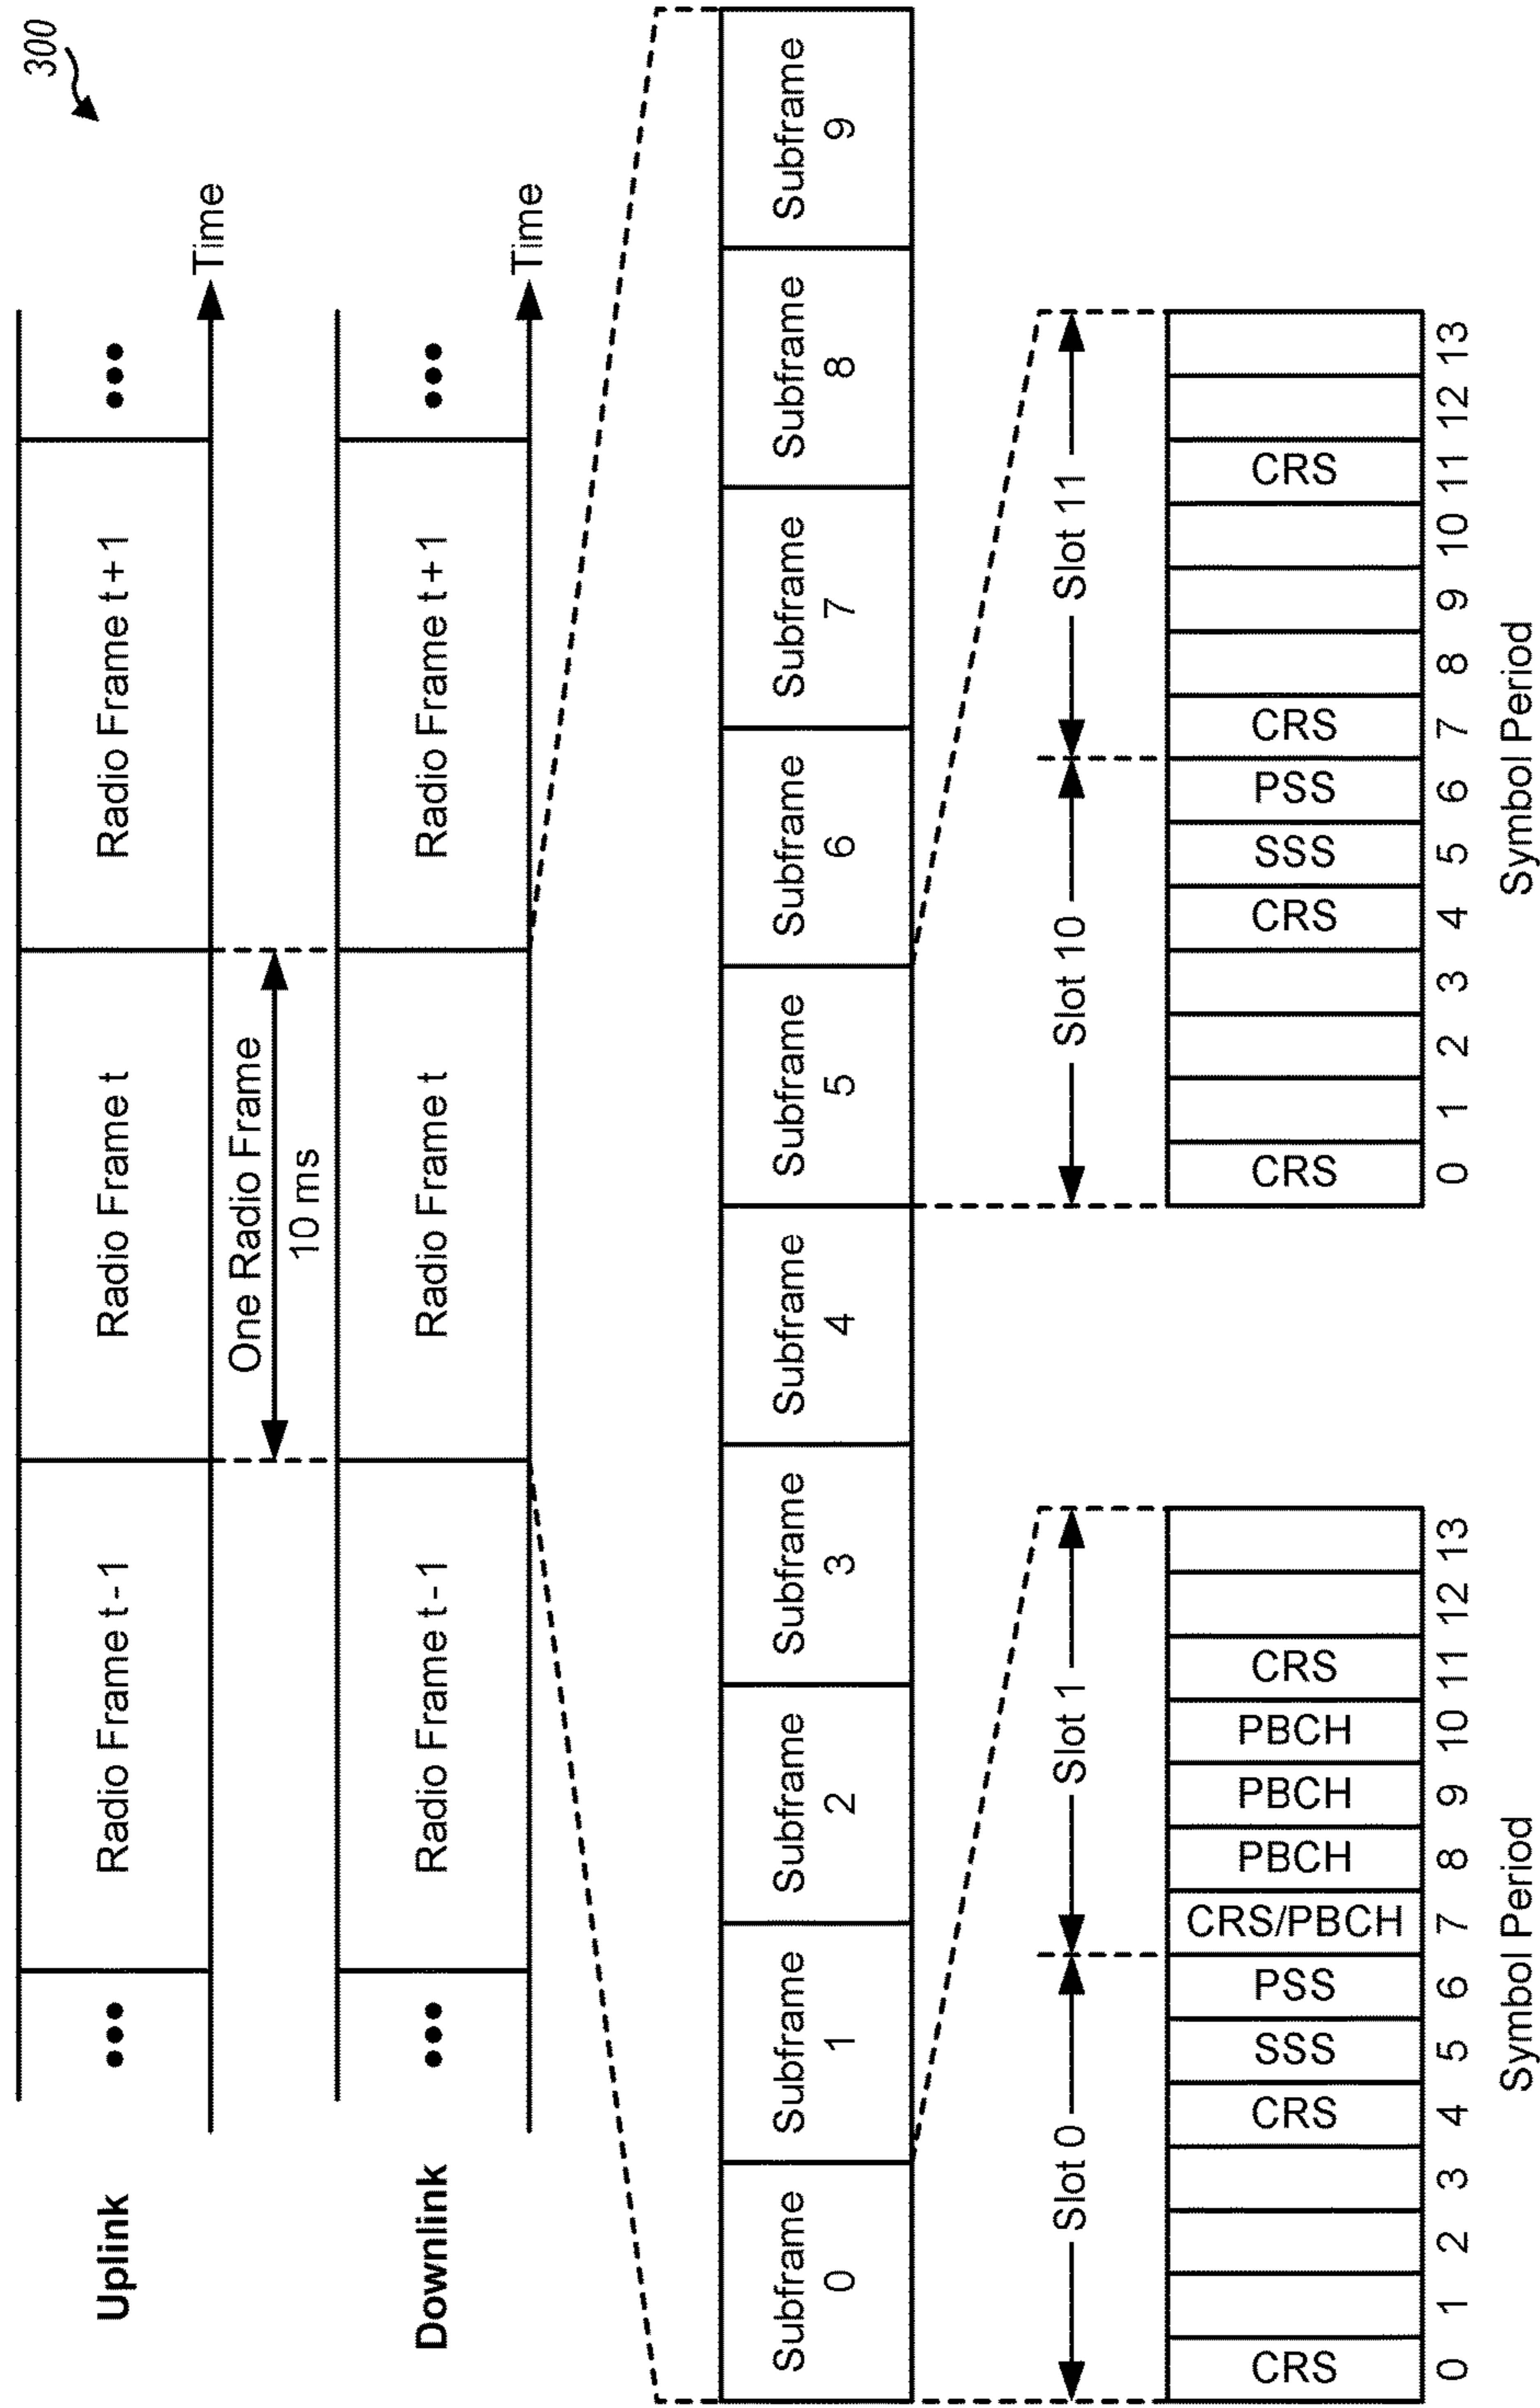 300
Uplink
•••
Radio Frame t-1
Radio Frame t
Radio Frame t+1
•••
Time
One Radio Frame
10 ms
Downlink
•••
Radio Frame t-1
Radio Frame t
Radio Frame t+1
•••
Time
Subframe
0
Subframe
1
Subframe
2
Subframe
3
Subframe
4
Subframe
5
Subframe
6
Subframe
7
Subframe
8
Subframe
9
Slot 0
Slot 1
CRS
CRS
SSS
PSS
CRS/PBCH
PBCH
PBCH
PBCH
CRS
0 1 2 3 4 5 6 7 8 9 10 11 12 13
Symbol Period
Slot 10
Slot 11
CRS
CRS
SSS
PSS
CRS
CRS
0 1 2 3 4 5 6 7 8 9 10 11 12 13
Symbol Period